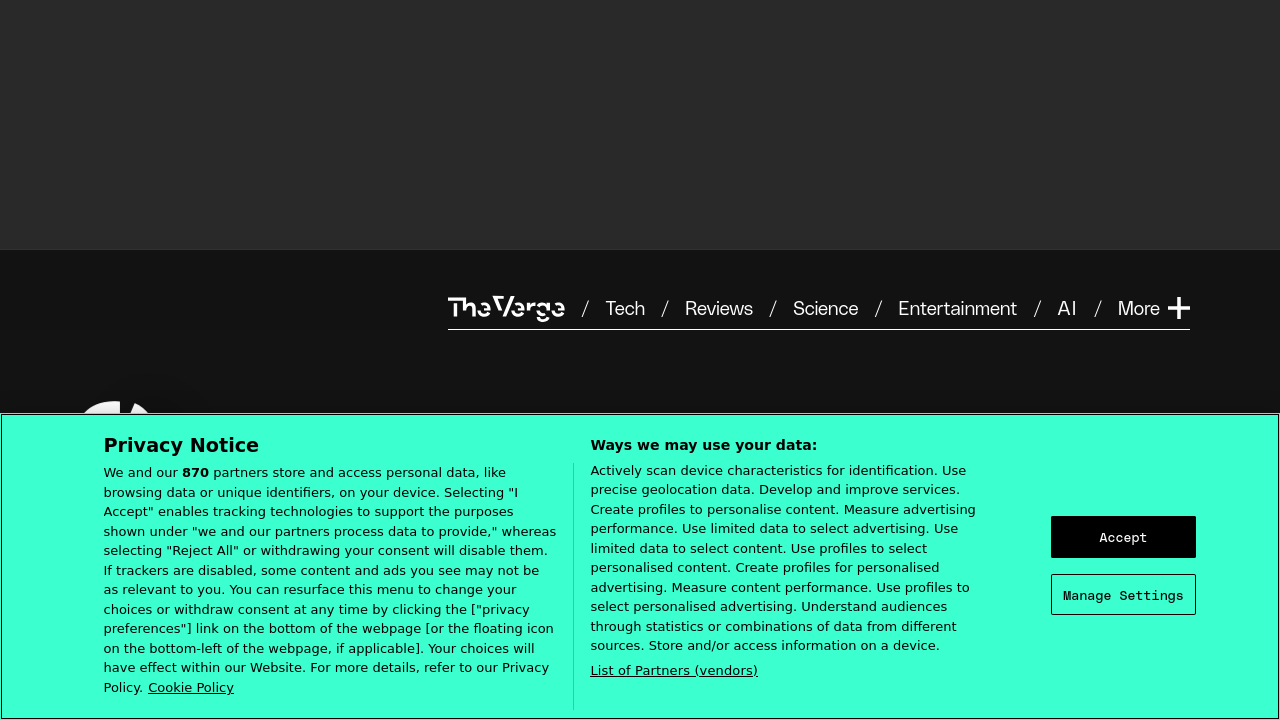 The Verge / Tech / Reviews / Science / Entertainment / AI / More
Privacy Notice
We and our 870 partners store and access personal data, like
browsing data or unique identifiers, on your device. Selecting "I
Accept" enables tracking technologies to support the purposes
shown under "we and our partners process data to provide," whereas
selecting "Reject All" or withdrawing your consent will disable them.
If trackers are disabled, some content and ads you see may not be
as relevant to you. You can resurface this menu to change your
choices or withdraw consent at any time by clicking the ["privacy
preferences"] link on the bottom of the webpage [or the floating icon
on the bottom-left of the webpage, if applicable]. Your choices will
have effect within our Website. For more details, refer to our Privacy
Policy. Cookie Policy
Ways we may use your data:
Actively scan device characteristics for identification. Use
precise geolocation data. Develop and improve services.
Create profiles to personalise content. Measure advertising
performance. Use limited data to select advertising. Use
limited data to select content. Use profiles to select
personalised content. Create profiles for personalised
advertising. Measure content performance. Use profiles to
select personalised advertising. Understand audiences
through statistics or combinations of data from different
sources. Store and/or access information on a device.
List of Partners (vendors)
Accept
Manage Settings